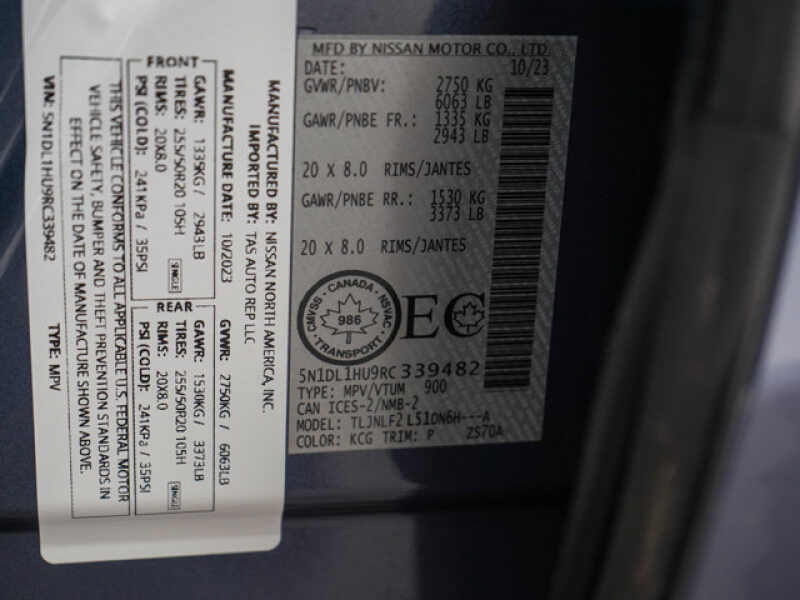 MANUFACTURED BY: NISSAN NORTH AMERICA, INC.
IMPORTED BY: TAS AUTO REP LLC
MANUFACTURE DATE: 10/2023 GVWR: 2750KG / 6063LB
FRONT
GAWR: 1335KG / 2943LB
TIRES: 255/50R20 105H SINGLE
RIMS: 20X8.0
PSI (COLD): 241KPa / 35PSI
REAR
GAWR: 1530KG / 3373LB
TIRES: 255/50R20 105H SINGLE
RIMS: 20X8.0
PSI (COLD): 241KPa / 35PSI
THIS VEHICLE CONFORMS TO ALL APPLICABLE U.S. FEDERAL MOTOR
VEHICLE SAFETY, BUMPER AND THEFT PREVENTION STANDARDS IN
EFFECT ON THE DATE OF MANUFACTURE SHOWN ABOVE.
VIN: 5N1DL1HU9RC339482 TYPE: MPV
MFD BY NISSAN MOTOR CO., LTD.
DATE: 10/23
GVWR/PNBV: 2750 KG
6063 LB
GAWR/PNBE FR.: 1335 KG
2943 LB
20 X 8.0 RIMS/JANTES
GAWR/PNBE RR.: 1530 KG
3373 LB
20 X 8.0 RIMS/JANTES
CANADA
CMVSS 986 NSVAC
TRANSPORT
EC
5N1DL1HU9RC339482
TYPE: MPV/VTUM 900
CAN ICES-2/NMB-2
MODEL: TLJNLF2 L51DN6H---A
COLOR: KCG TRIM: P ZS70A